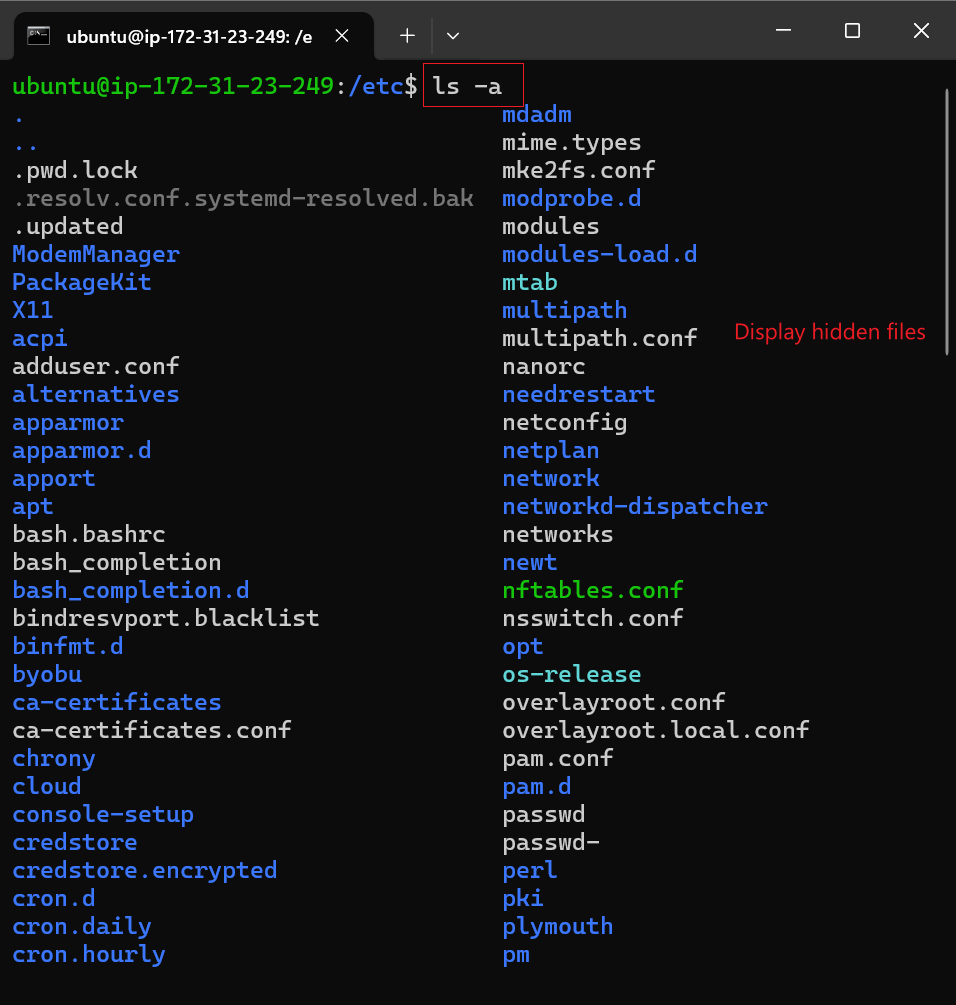 ubuntu@ip-172-31-23-249: /e
ubuntu@ip-172-31-23-249:/etc$ ls -a
. mdadm
.. mime.types
.pwd.lock mke2fs.conf
.resolv.conf.systemd-resolved.bak modprobe.d
.updated modules
ModemManager modules-load.d
PackageKit mtab
X11 multipath
acpi multipath.conf
Display hidden files
adduser.conf nanorc
alternatives needrestart
apparmor netconfig
apparmor.d netplan
apport network
apt networkd-dispatcher
bash.bashrc networks
bash_completion newt
bash_completion.d nftables.conf
bindresvport.blacklist nsswitch.conf
binfmt.d opt
byobu os-release
ca-certificates overlayroot.conf
ca-certificates.conf overlayroot.local.conf
chrony pam.conf
cloud pam.d
console-setup passwd
credstore passwd-
credstore.encrypted perl
cron.d pki
cron.daily plymouth
cron.hourly pm